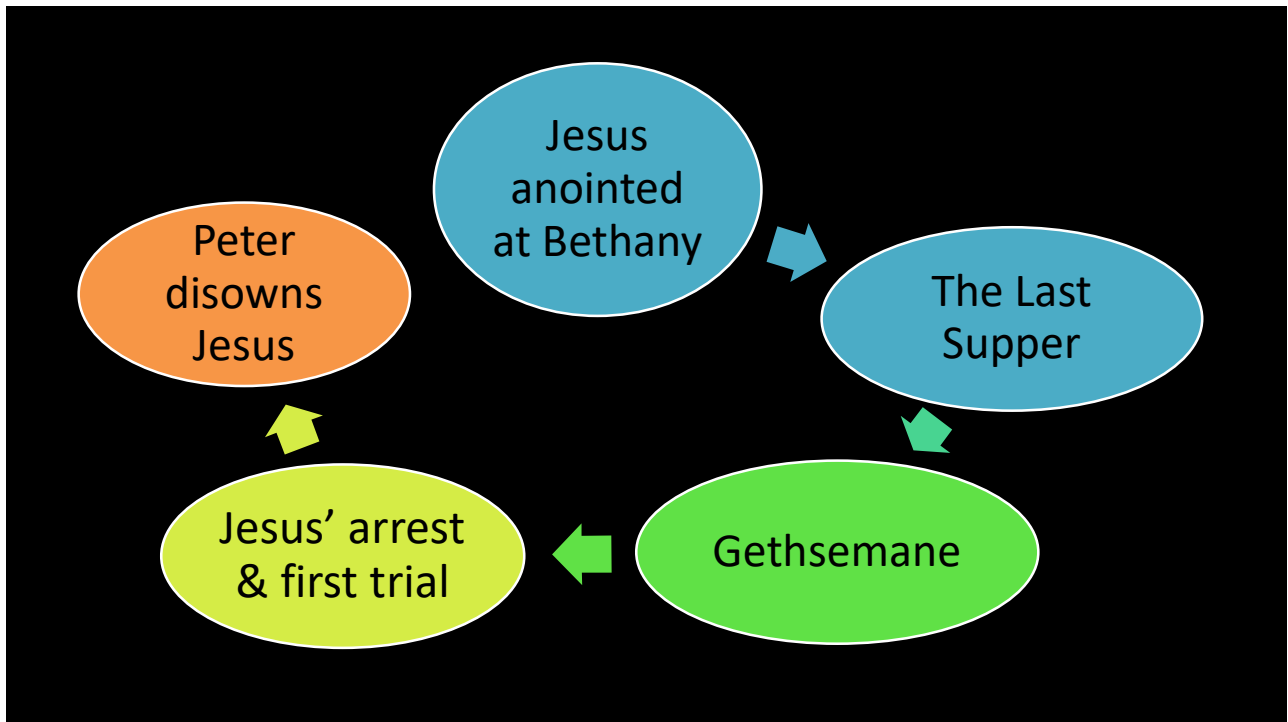 Jesus
anointed
at Bethany
The Last
Supper
Gethsemane
Jesus’ arrest
& first trial
Peter
disowns
Jesus